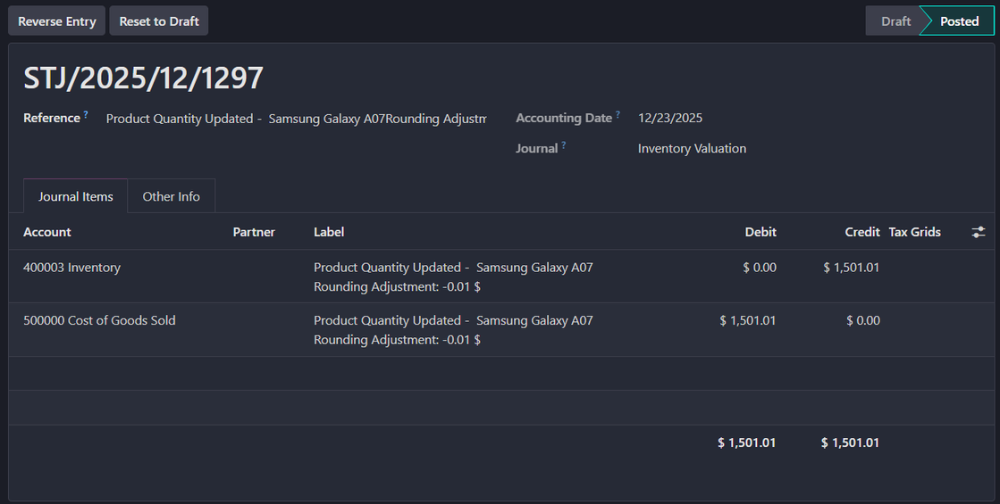 Reverse Entry Reset to Draft Draft Posted
STJ/2025/12/1297
Reference ? Product Quantity Updated - Samsung Galaxy A07Rounding Adjustm Accounting Date ? 12/23/2025
Journal ? Inventory Valuation
Journal Items Other Info
Account Partner Label Debit Credit Tax Grids
400003 Inventory Product Quantity Updated - Samsung Galaxy A07 $ 0.00 $ 1,501.01
Rounding Adjustment: -0.01 $
500000 Cost of Goods Sold Product Quantity Updated - Samsung Galaxy A07 $ 1,501.01 $ 0.00
Rounding Adjustment: -0.01 $
$ 1,501.01 $ 1,501.01